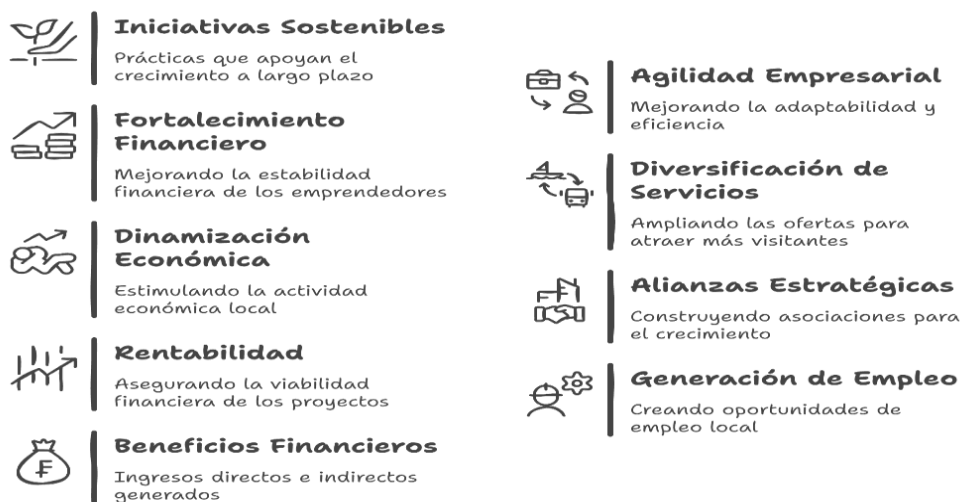 Iniciativas Sostenibles
Prácticas que apoyan el
crecimiento a largo plazo
Fortalecimiento
Financiero
Mejorando la estabilidad
financiera de los emprendedores
Dinamización
Económica
Estimulando la actividad
económica local
Rentabilidad
Asegurando la viabilidad
financiera de los proyectos
Beneficios Financieros
Ingresos directos e indirectos
generados
Agilidad Empresarial
Mejorando la adaptabilidad y
eficiencia
Diversificación de
Servicios
Ampliando las ofertas para
atraer más visitantes
Alianzas Estratégicas
Construyendo asociaciones para
el crecimiento
Generación de Empleo
Creando oportunidades de
empleo local